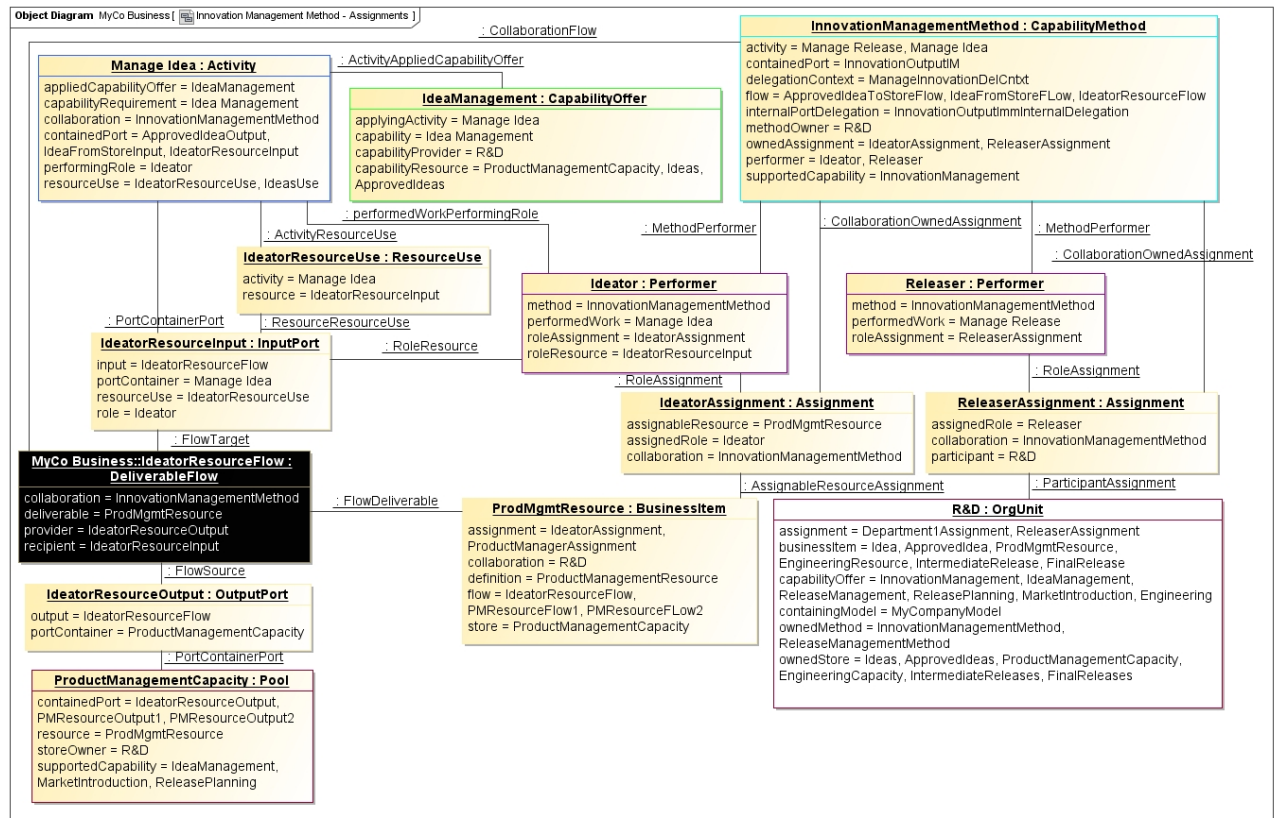 Object Diagram MyCo Business [ Innovation Management Method - Assignments ]
: CollaborationFlow
InnovationManagementMethod : CapabilityMethod
activity = Manage Release, Manage Idea
containedPort = InnovationOutputIM
delegationContext = ManageInnovationDelCntxt
flow = ApprovedIdeaToStoreFlow, IdeaFromStoreFLow, IdeatorResourceFlow
internalPortDelegation = InnovationOutputImmInternalDelegation
methodOwner = R&D
ownedAssignment = IdeatorAssignment, ReleaserAssignment
performer = Ideator, Releaser
supportedCapability = InnovationManagement
Manage Idea : Activity
appliedCapabilityOffer = IdeaManagement
capabilityRequirement = Idea Management
collaboration = InnovationManagementMethod
containedPort = ApprovedIdeaOutput,
IdeaFromStoreInput, IdeatorResourceInput
performingRole = Ideator
resourceUse = IdeatorResourceUse, IdeasUse
: ActivityAppliedCapabilityOffer
IdeaManagement : CapabilityOffer
applyingActivity = Manage Idea
capability = Idea Management
capabilityProvider = R&D
capabilityResource = ProductManagementCapacity, Ideas,
ApprovedIdeas
: performedWorkPerformingRole
: ActivityResourceUse
: MethodPerformer
: CollaborationOwnedAssignment
: MethodPerformer
: CollaborationOwnedAssignment
IdeatorResourceUse : ResourceUse
activity = Manage Idea
resource = IdeatorResourceInput
Ideator : Performer
method = InnovationManagementMethod
performedWork = Manage Idea
roleAssignment = IdeatorAssignment
roleResource = IdeatorResourceInput
Releaser : Performer
method = InnovationManagementMethod
performedWork = Manage Release
roleAssignment = ReleaserAssignment
: PortContainerPort
: ResourceResourceUse
IdeatorResourceInput : InputPort
input = IdeatorResourceFlow
portContainer = Manage Idea
resourceUse = IdeatorResourceUse
role = Ideator
: RoleResource
: RoleAssignment
: RoleAssignment
IdeatorAssignment : Assignment
assignableResource = ProdMgmtResource
assignedRole = Ideator
collaboration = InnovationManagementMethod
ReleaserAssignment : Assignment
assignedRole = Releaser
collaboration = InnovationManagementMethod
participant = R&D
: FlowTarget
MyCo Business::IdeatorResourceFlow :
DeliverableFlow
collaboration = InnovationManagementMethod
deliverable = ProdMgmtResource
provider = IdeatorResourceOutput
recipient = IdeatorResourceInput
: FlowDeliverable
: AssignableResourceAssignment
: ParticipantAssignment
ProdMgmtResource : BusinessItem
assignment = IdeatorAssignment,
ProductManagerAssignment
collaboration = R&D
definition = ProductManagementResource
flow = IdeatorResourceFlow,
PMResourceFlow1, PMResourceFLow2
store = ProductManagementCapacity
R&D : OrgUnit
assignment = Department1Assignment, ReleaserAssignment
businessItem = Idea, ApprovedIdea, ProdMgmtResource,
EngineeringResource, IntermediateRelease, FinalRelease
capabilityOffer = InnovationManagement, IdeaManagement,
ReleaseManagement, ReleasePlanning, MarketIntroduction, Engineering
containingModel = MyCompanyModel
ownedMethod = InnovationManagementMethod,
ReleaseManagementMethod
ownedStore = Ideas, ApprovedIdeas, ProductManagementCapacity,
EngineeringCapacity, IntermediateReleases, FinalReleases
: FlowSource
IdeatorResourceOutput : OutputPort
output = IdeatorResourceFlow
portContainer = ProductManagementCapacity
: PortContainerPort
ProductManagementCapacity : Pool
containedPort = IdeatorResourceOutput,
PMResourceOutput1, PMResourceOutput2
resource = ProdMgmtResource
storeOwner = R&D
supportedCapability = IdeaManagement,
MarketIntroduction, ReleasePlanning